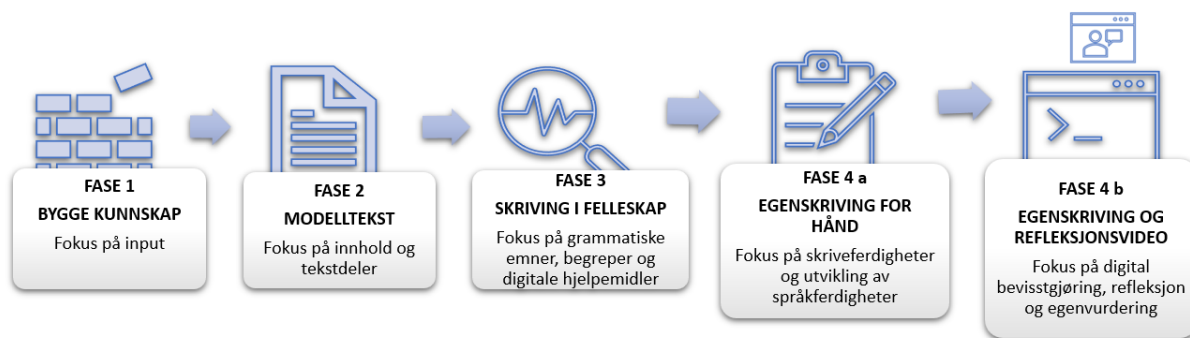 FASE 1
BYGGE KUNNSKAP
Fokus på input
FASE 2
MODELLTEKST
Fokus på innhold og
tekstdeler
FASE 3
SKRIVING I FELLESKAP
Fokus på grammatiske
emner, begreper og
digitale hjelpemidler
FASE 4 a
EGENSKRIVING FOR
HÅND
Fokus på skriveferdigheter
og utvikling av
språkferdigheter
FASE 4 b
EGENSKRIVING OG
REFLEKSJONSVIDEO
Fokus på digital
bevisstgjøring, refleksjon
og egenvurdering